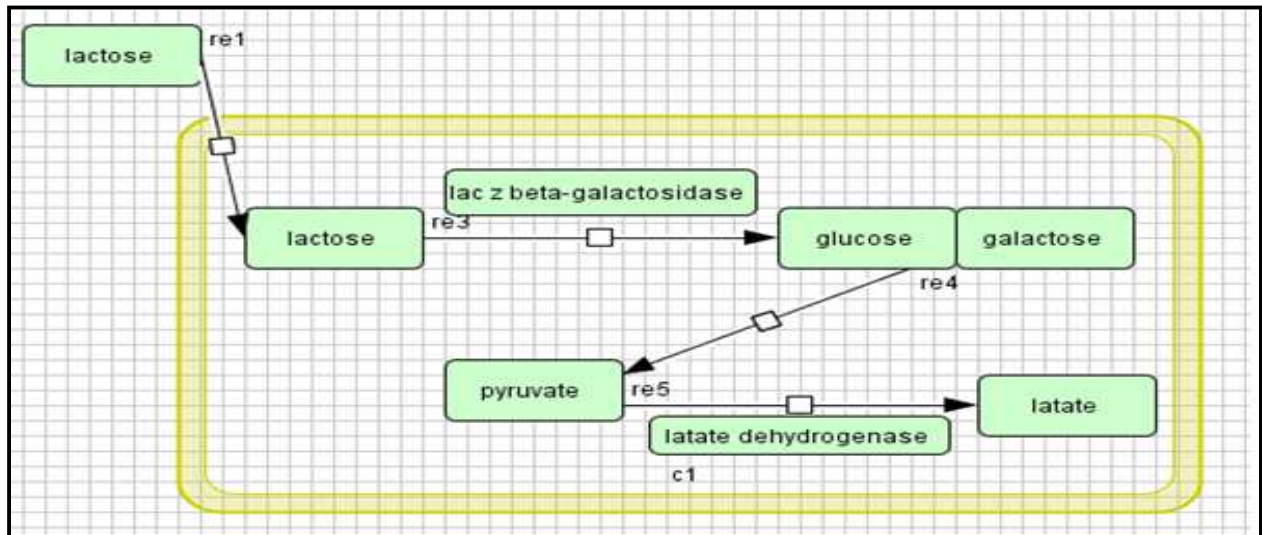 lactose
re1
lac z beta-galactosidase
lactose
re3
glucose
galactose
re4
pyruvate
re5
latate
latate dehydrogenase
c1